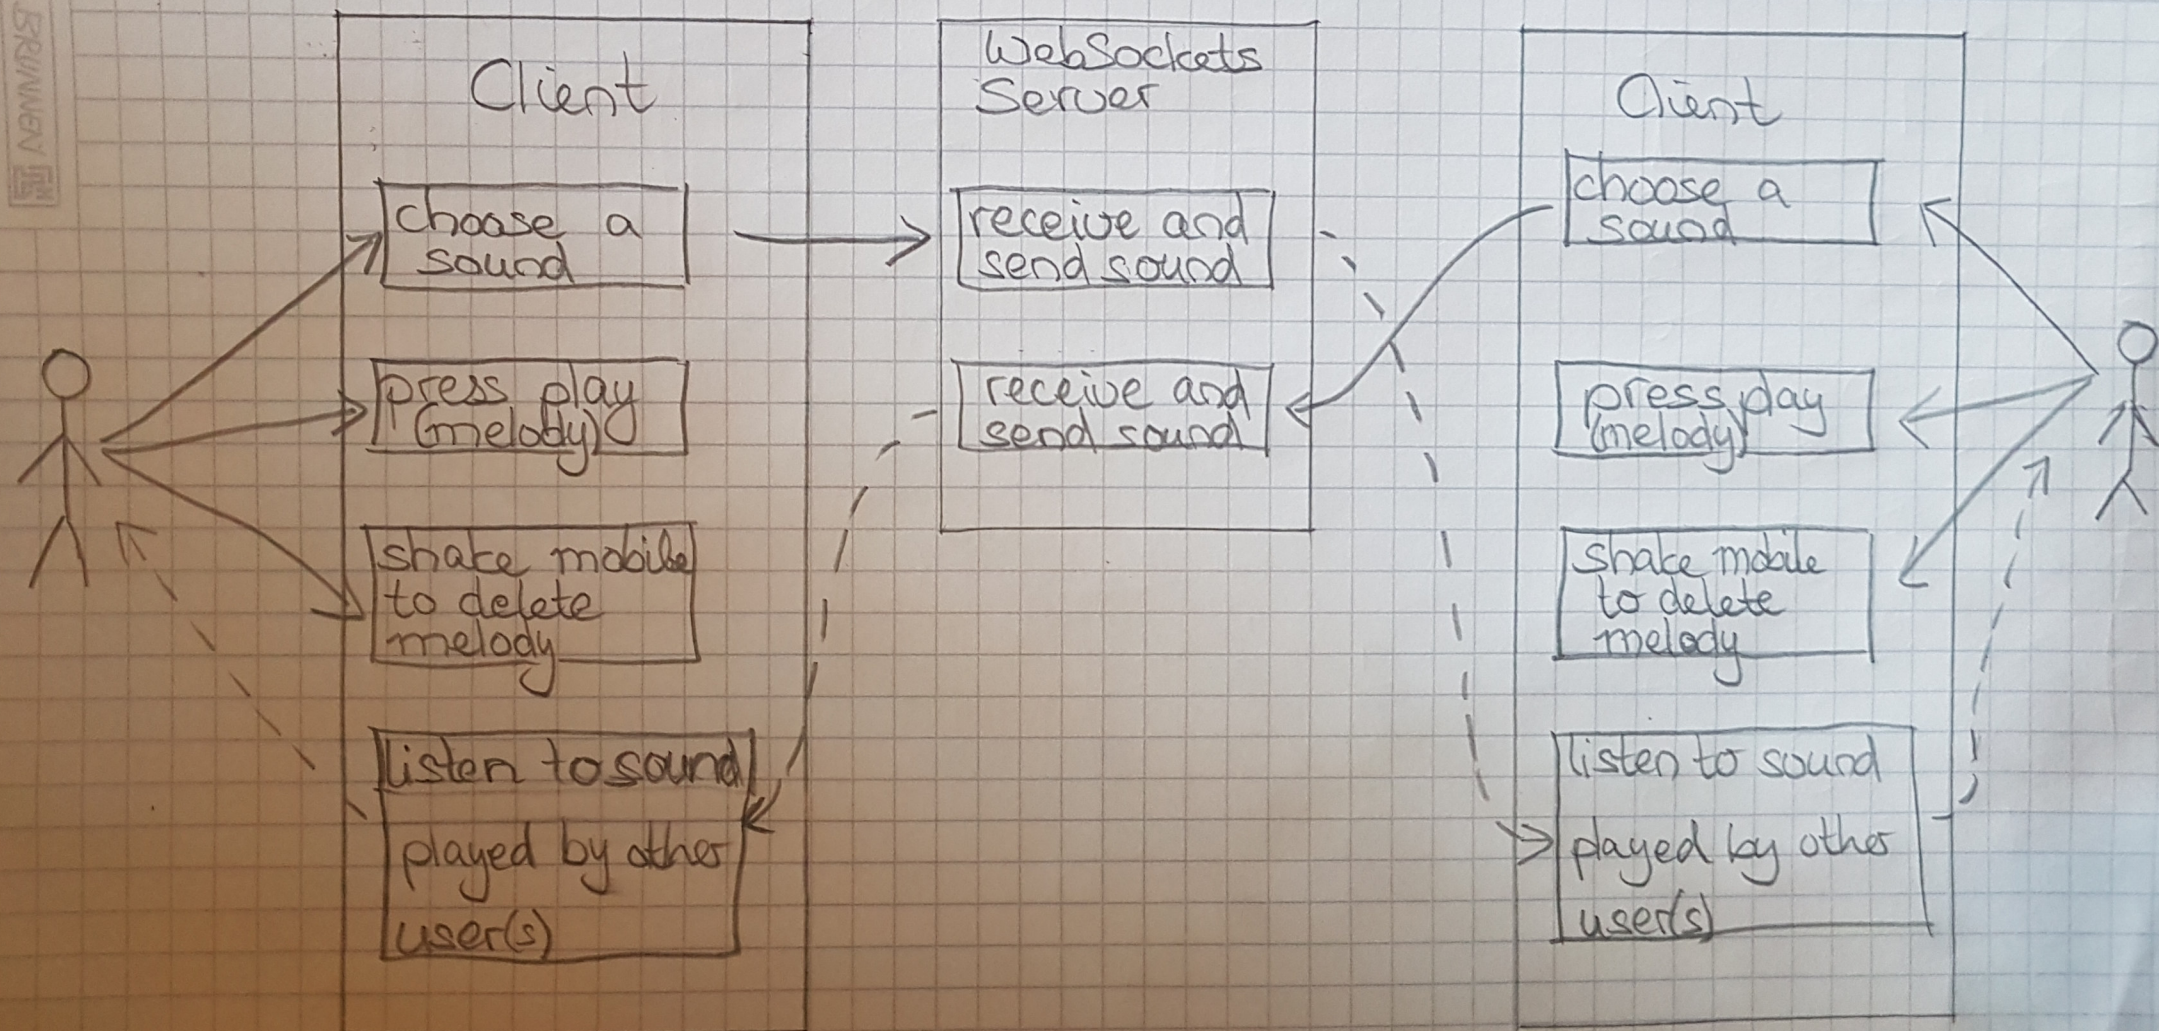 BRUNNEN
Client
choose a
sound
press play
(melody)
shake mobile
to delete
melody
listen to sound
played by other
user(s)
WebSockets
Server
receive and
send sound
receive and
send sound
Client
choose a
sound
press play
(melody)
shake mobile
to delete
melody
listen to sound
played by other
user(s)